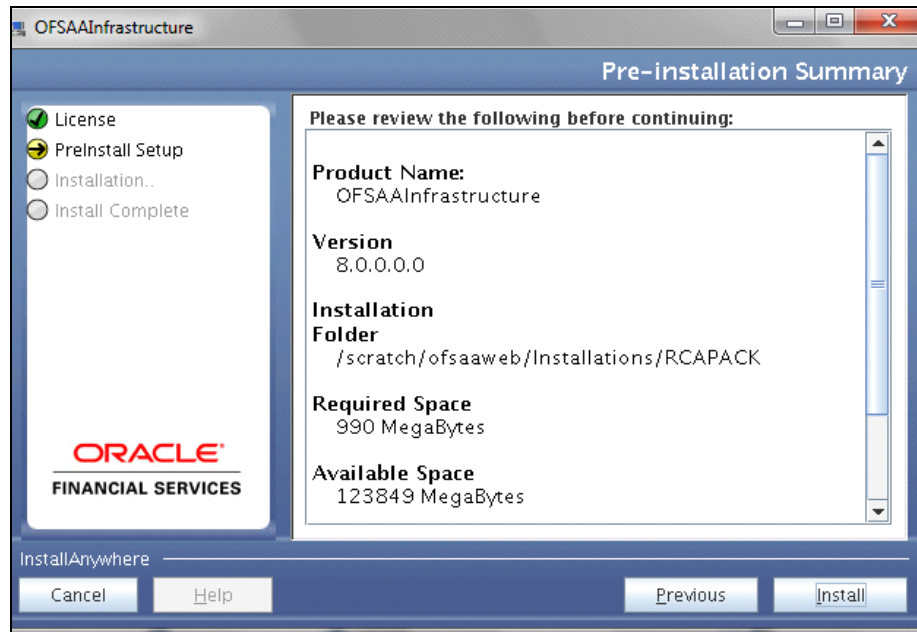 OFSAAInfrastructure
Pre-installation Summary
License
PreInstall Setup
Installation..
Install Complete
ORACLE
FINANCIAL SERVICES
Please review the following before continuing:
Product Name:
OFSAAInfrastructure
Version
8.0.0.0.0
Installation
Folder
/scratch/ofsaaweb/Installations/RCAPACK
Required Space
990 MegaBytes
Available Space
123849 MegaBytes
InstallAnywhere
Cancel
Help
Previous
Install